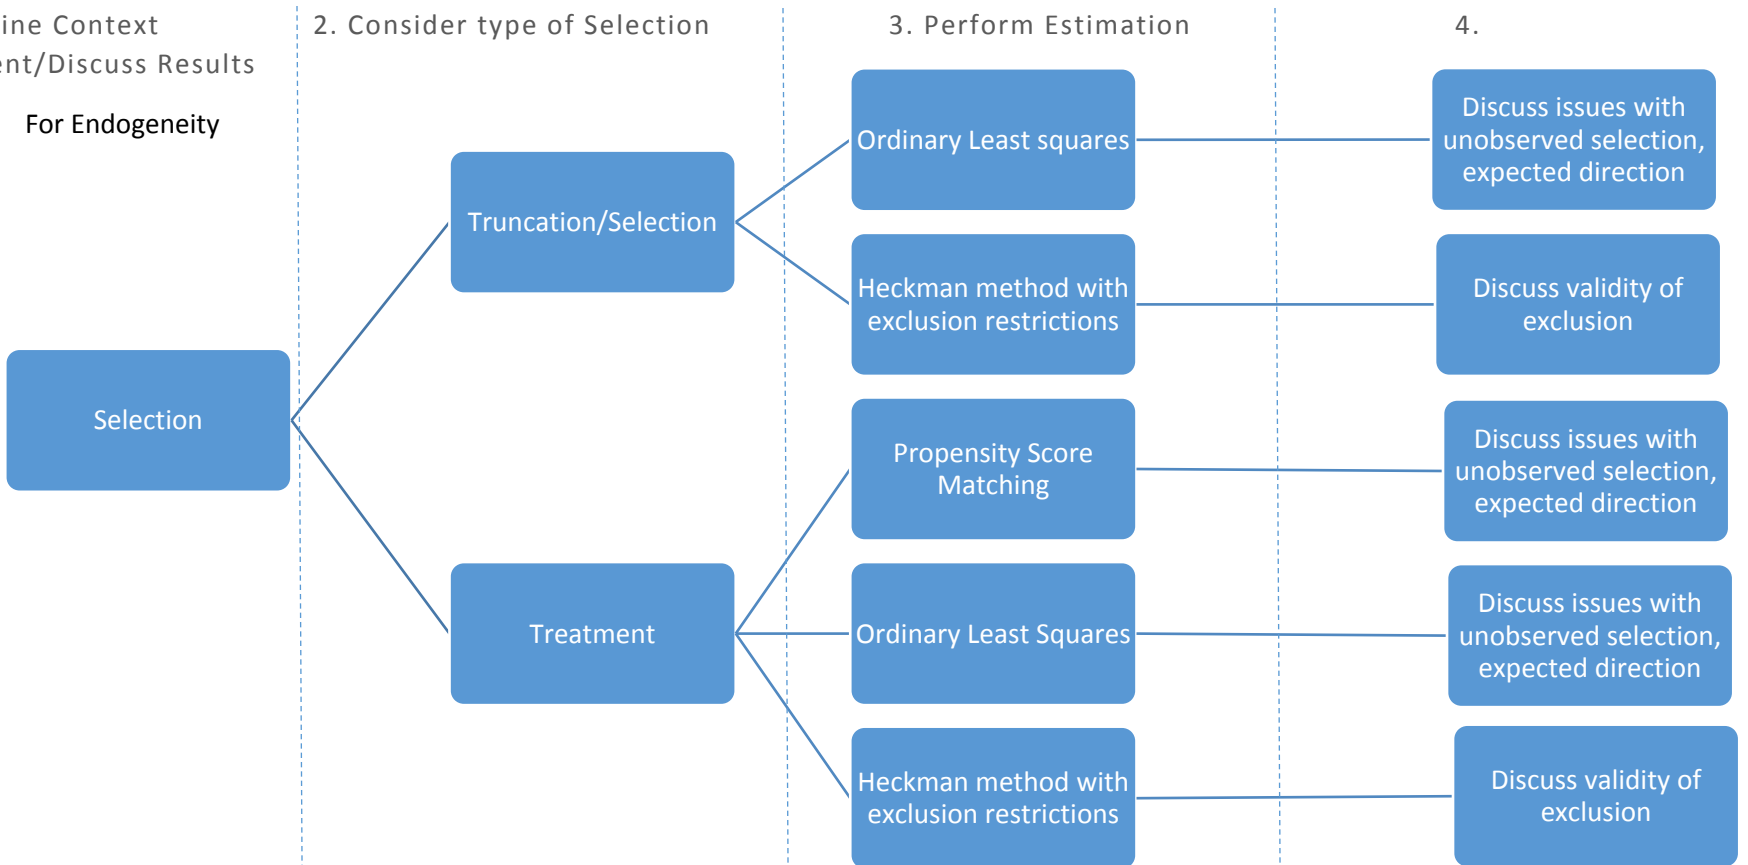 ine Context
2. Consider type of Selection
3. Perform Estimation
4.
ent/Discuss Results
For Endogeneity
Selection
Truncation/Selection
Treatment
Ordinary Least squares
Heckman method with
exclusion restrictions
Propensity Score
Matching
Ordinary Least Squares
Heckman method with
exclusion restrictions
Discuss issues with
unobserved selection,
expected direction
Discuss validity of
exclusion
Discuss issues with
unobserved selection,
expected direction
Discuss issues with
unobserved selection,
expected direction
Discuss validity of
exclusion